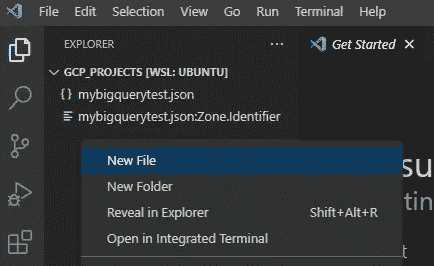 File Edit Selection View Go Run Terminal Help
EXPLORER ...
Get Started
GCP_PROJECTS [WSL: UBUNTU]
{} mybigquerytest.json
mybigquerytest.json:Zone.Identifier
New File
New Folder
Reveal in Explorer Shift+Alt+R
Open in Integrated Terminal
su
tin
t